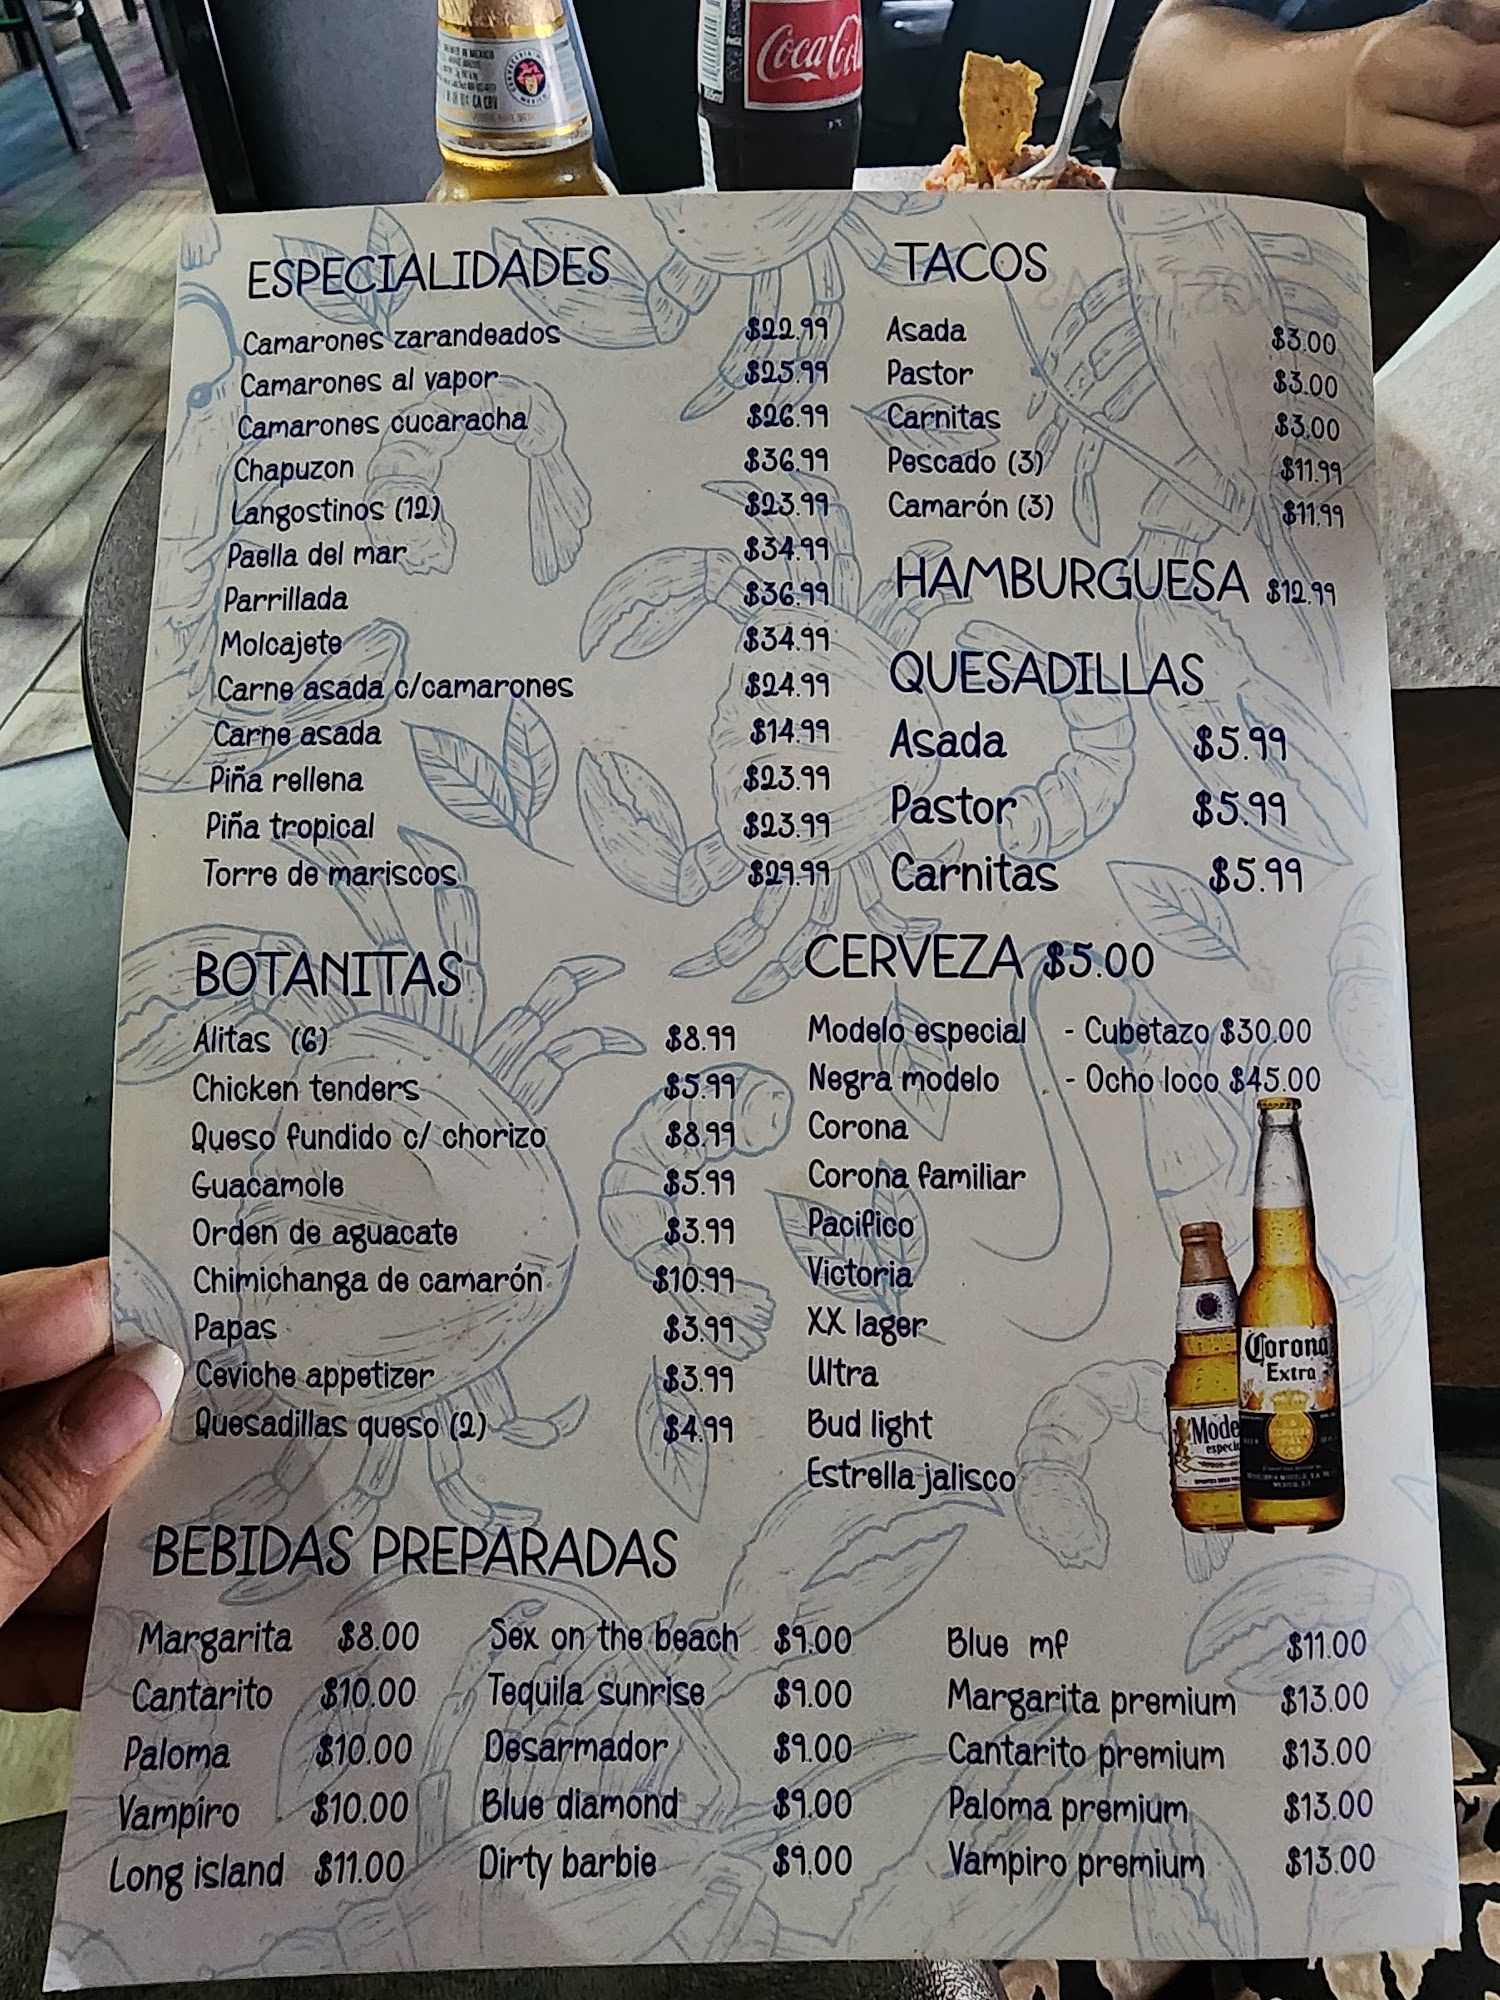 Coca-Cola
ESPECIALIDADES
Camarones zarandeados $22.99
Camarones al vapor $25.99
Camarones cucaracha $26.99
Chapuzon $36.99
Langostinos (12) $23.99
Paella del mar $34.99
Parrillada $36.99
Molcajete $34.99
Carne asada c/camarones $24.99
Carne asada $14.99
Piña rellena $23.99
Piña tropical $23.99
Torre de mariscos $29.99
TACOS
Asada $3.00
Pastor $3.00
Carnitas $3.00
Pescado (3) $11.99
Camarón (3) $11.99
HAMBURGUESA $12.99
QUESADILLAS
Asada $5.99
Pastor $5.99
Carnitas $5.99
BOTANITAS
Alitas (6) $8.99
Chicken tenders $5.99
Queso fundido c/ chorizo $8.99
Guacamole $5.99
Orden de aguacate $3.99
Chimichanga de camarón $10.99
Papas $3.99
Ceviche appetizer $3.99
Quesadillas queso (2) $4.99
CERVEZA $5.00
Modelo especial - Cubetazo $30.00
Negra modelo - Ocho loco $45.00
Corona
Corona familiar
Pacifico
Victoria
XX lager
Ultra
Bud light
Estrella jalisco
Corona
Extra
Mode
especi
BEBIDAS PREPARADAS
Margarita $8.00 Sex on the beach $9.00 Blue mf $11.00
Cantarito $10.00 Tequila sunrise $9.00 Margarita premium $13.00
Paloma $10.00 Desarmador $9.00 Cantarito premium $13.00
Vampiro $10.00 Blue diamond $9.00 Paloma premium $13.00
Long island $11.00 Dirty barbie $9.00 Vampiro premium $13.00